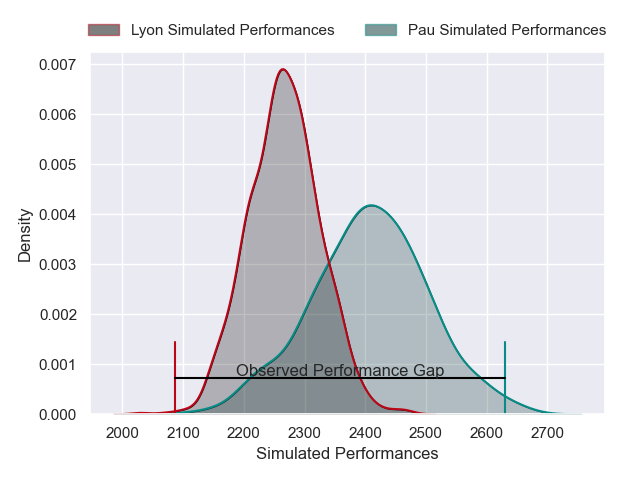 Lyon Simulated Performances Pau Simulated Performances
0.007
0.006
0.005
0.004
0.003
0.002
0.001
0.000
Density
Observed Performance Gap
2000 2100 2200 2300 2400 2500 2600 2700
Simulated Performances